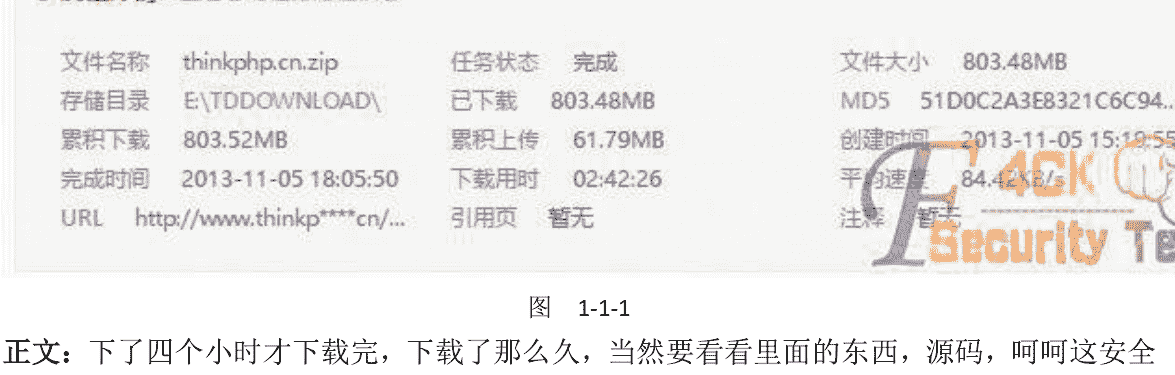 文件名称 thinkphp.cn.zip 任务状态 完成 文件大小 803.48MB
存储目录 E:\TDDOWNLOAD\ 已下载 803.48MB MD5 51D0C2A3E8321C6C94...
累积下载 803.52MB 累积上传 61.79MB 创建时间 2013-11-05 15:19:55
完成时间 2013-11-05 18:05:50 下载用时 02:42:26 平均速度 84.42KB/s
URL http://www.thinkp****cn/... 引用页 暂无 注释 暂无
F4CK
Security Te
图 1-1-1
正文：下了四个小时才下载完，下载了那么久，当然要看看里面的东西，源码，呵呵这安全